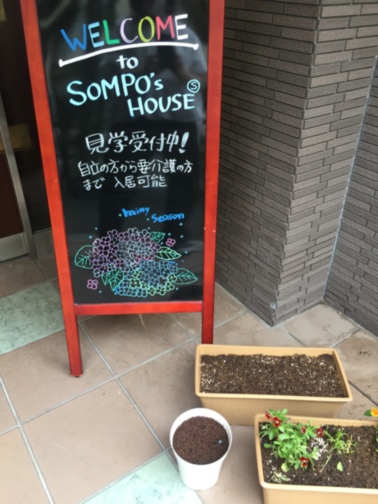 WELCOME
to
SOMPO's
HOUSE Ⓢ
見学受付中!
自立の方から要介護の方
まで 入居可能
rainy
season